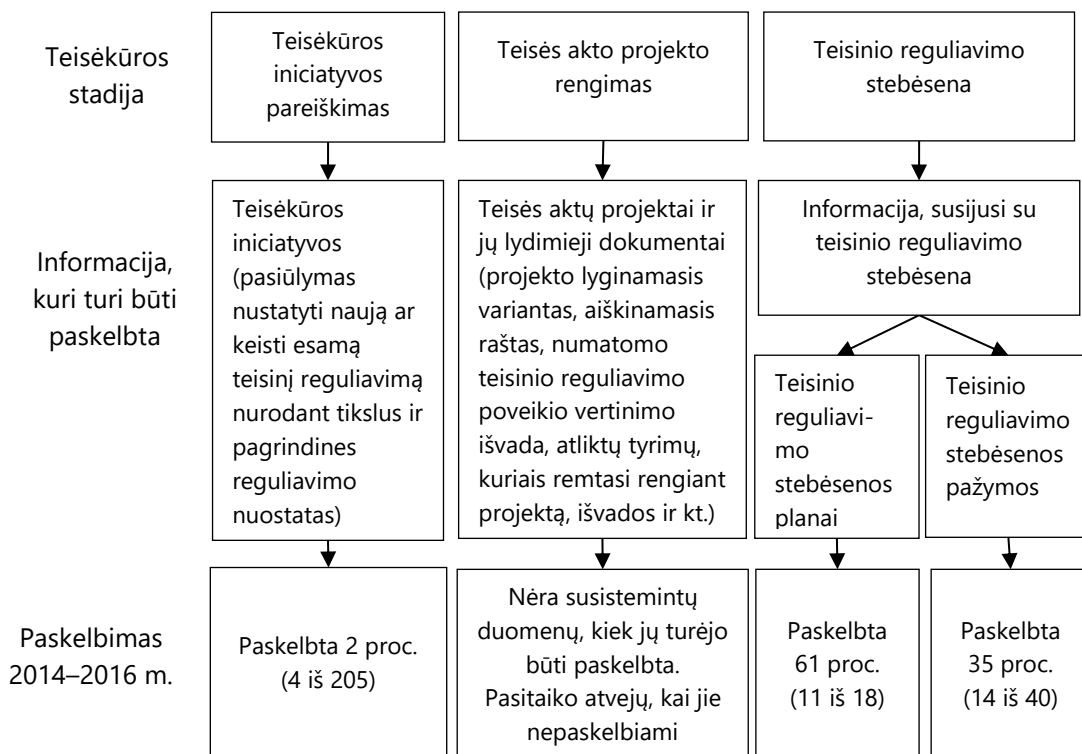 Teisėkūros
stadija
Teisėkūros
iniciatyvos
pareiškimas
Teisės akto projekto
rengimas
Teisinio reguliavimo
stebėsena
Informacija,
kuri turi būti
paskelbta
Teisėkūros
iniciatyvos
(pasiūlymas
nustatyti naują ar
keisti esamą
teisinį reguliavimą
nurodant tikslus ir
pagrindines
reguliavimo
nuostatas)
Teisės aktų projektai ir
jų lydimieji dokumentai
(projekto lyginamasis
variantas, aiškinamasis
raštas, numatomo
teisinio reguliavimo
poveikio vertinimo
išvada, atliktų tyrimų,
kuriais remtasi rengiant
projektą, išvados ir kt.)
Informacija, susijusi su
teisinio reguliavimo
stebėsena
Teisinio
reguliavi-
mo
stebėsenos
planai
Teisinio
reguliavimo
stebėsenos
pažymos
Paskelbimas
2014–2016 m.
Paskelbta 2 proc.
(4 iš 205)
Nėra susistemintų
duomenų, kiek jų turėjo
būti paskelbta.
Pasitaiko atvejų, kai jie
nepaskelbiami
Paskelbta
61 proc.
(11 iš 18)
Paskelbta
35 proc.
(14 iš 40)